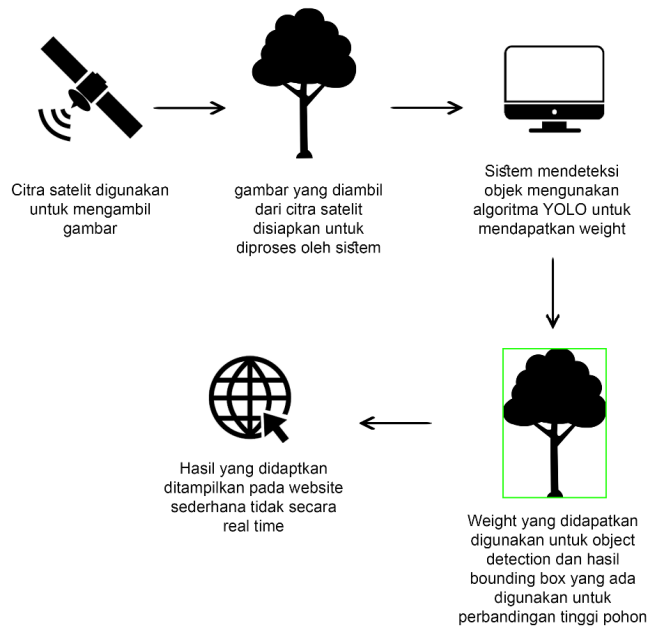 Citra satelit digunakan
untuk mengambil
gambar
gambar yang diambil
dari citra satelit
disiapkan untuk
diproses oleh sistem
Sistem mendeteksi
objek mengunakan
algoritma YOLO untuk
mendapatkan weight
Weight yang didapatkan
digunakan untuk object
detection dan hasil
bounding box yang ada
digunakan untuk
perbandingan tinggi pohon
Hasil yang didaptkan
ditampilkan pada website
sederhana tidak secara
real time